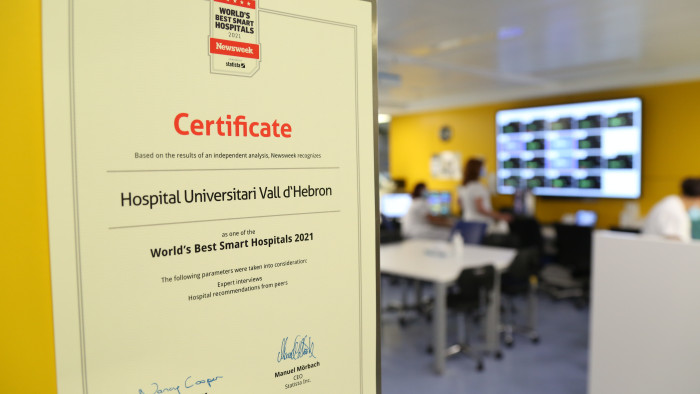 WORLD'S
BEST SMART
HOSPITALS
2021
Newsweek
statista
Certificate
Based on the results of an independent analysis, Newsweek recognizes
Hospital Universitari Vall d'Hebron
as one of the
World's Best Smart Hospitals 2021
The following parameters were taken into consideration:
Expert interviews
Hospital recommendations from peers
Nancy Cooper
Manuel Mörbach
CEO
Statista Inc.